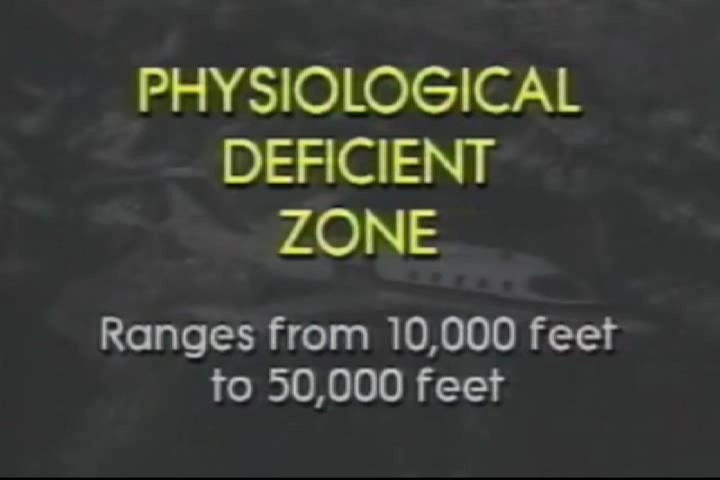 PHYSIOLOGICAL
DEFICIENT
ZONE
Ranges from 10,000 feet
to 50,000 feet